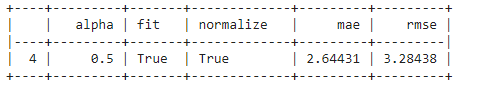 +----+---------+-------+-------------+---------+---------+
|    |   alpha | fit   | normalize   |     mae |    rmse |
|----+---------+-------+-------------+---------+---------|
|  4 |     0.5 | True  | True        | 2.64431 | 3.28438 |
+----+---------+-------+-------------+---------+---------+